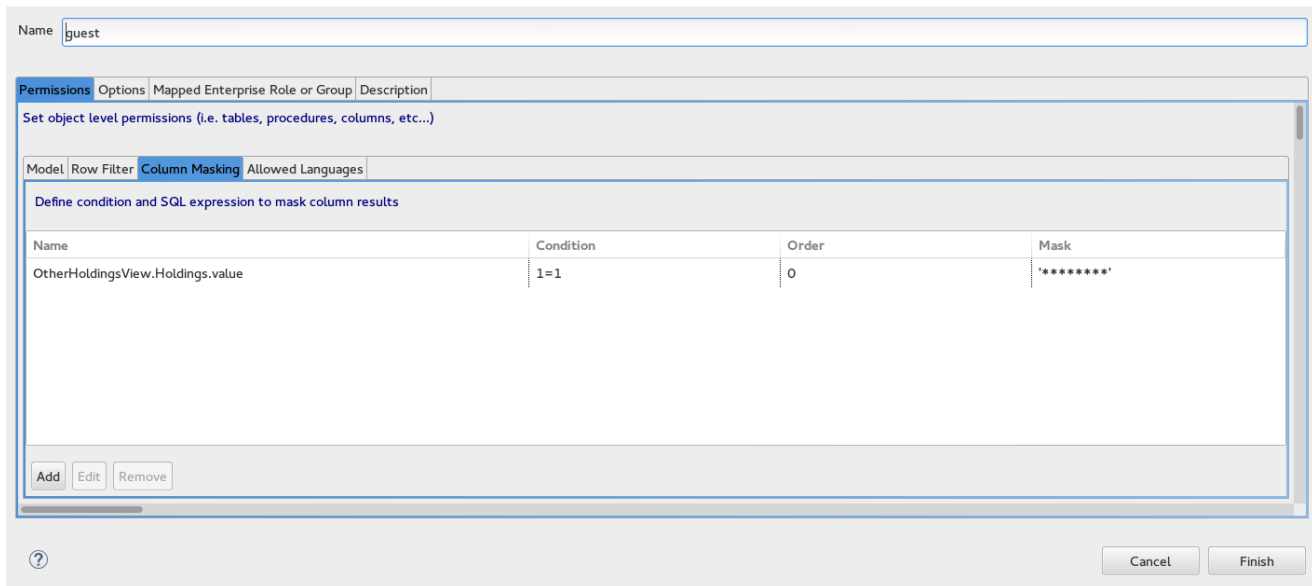 Name guest
Permissions Options Mapped Enterprise Role or Group Description
Set object level permissions (i.e. tables, procedures, columns, etc...)
Model Row Filter Column Masking Allowed Languages
Define condition and SQL expression to mask column results
Name Condition Order Mask
OtherHoldingsView.Holdings.value 1=1 0 '********'
Add Edit Remove
? Cancel Finish